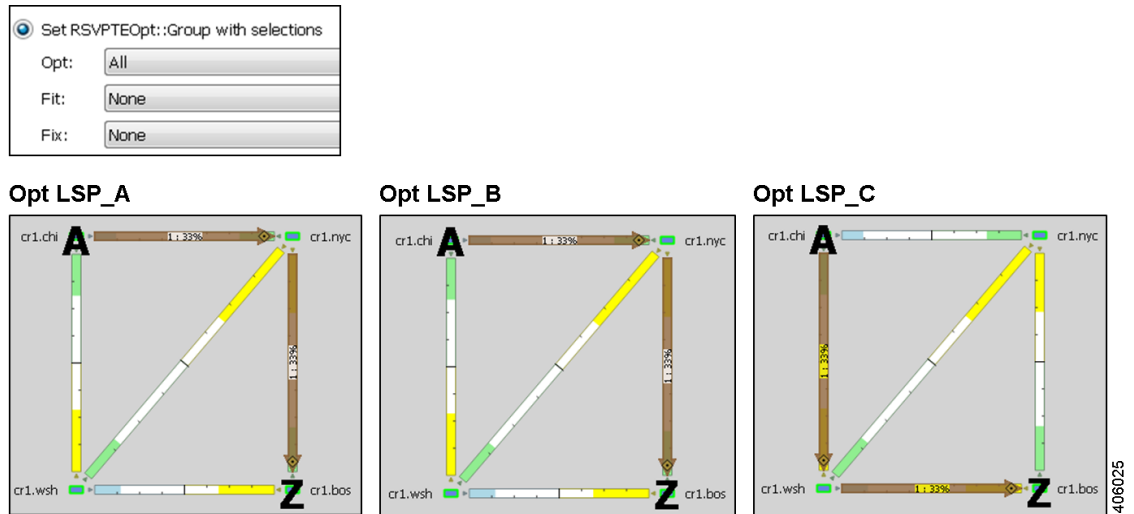 Set RSVPTEOpt::Group with selections
Opt: All
Fit: None
Fix: None
Opt LSP_A
Opt LSP_B
Opt LSP_C
cr1.chi A 1 : 33% cr1.nyc
1 : 33%
cr1.wsh Z cr1.bos
cr1.chi A 1 : 33% cr1.nyc
1 : 33%
cr1.wsh Z cr1.bos
cr1.chi A cr1.nyc
1 : 33%
cr1.wsh 1 : 33% Z cr1.bos
406025